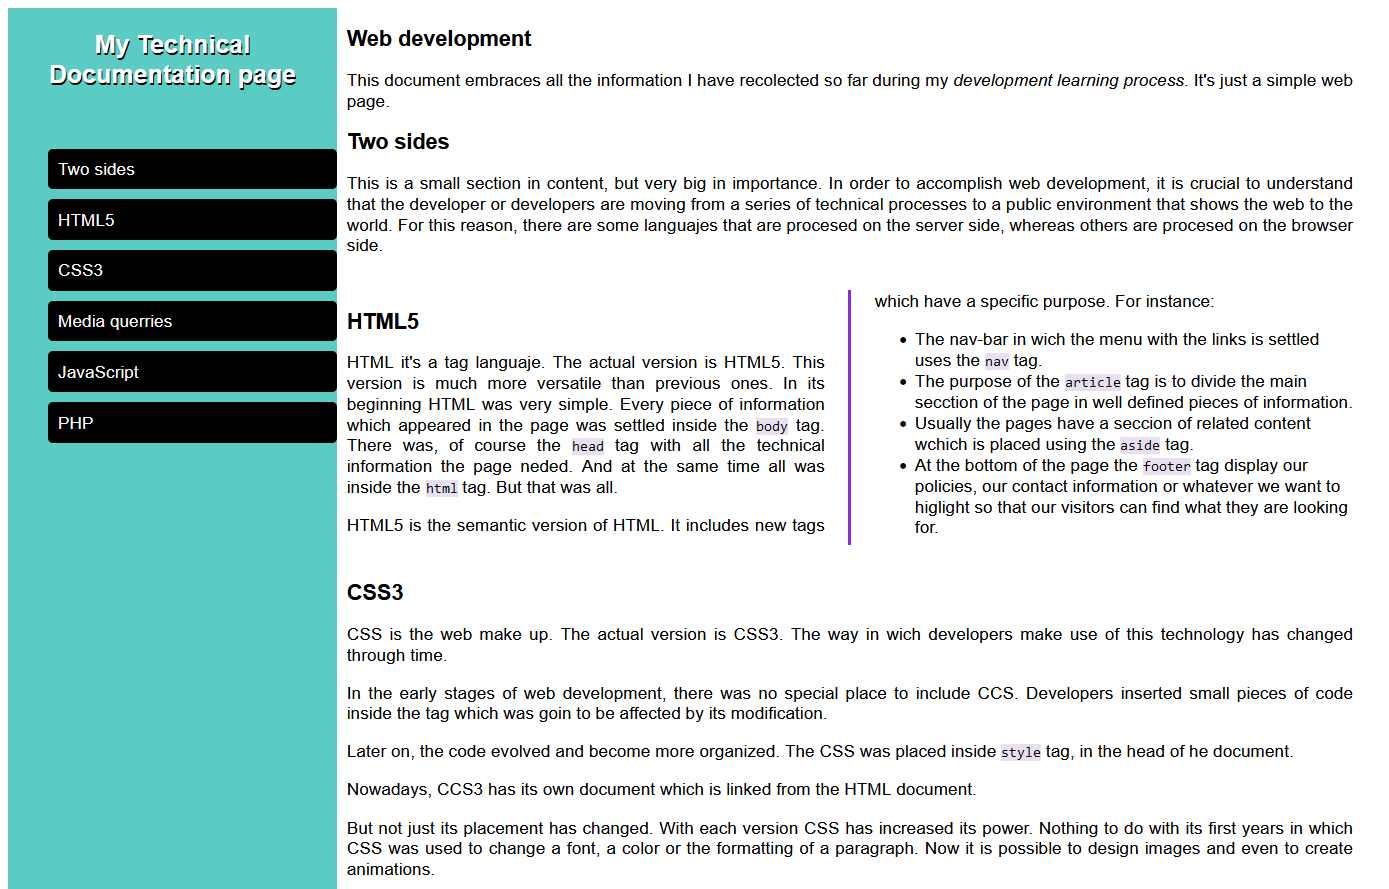 My Technical
Documentation page
Two sides
HTML5
CSS3
Media querries
JavaScript
PHP
Web development
This document embraces all the information I have recolected so far during my development learning process. It's just a simple web
page.
Two sides
This is a small section in content, but very big in importance. In order to accomplish web development, it is crucial to understand
that the developer or developers are moving from a series of technical processes to a public environment that shows the web to the
world. For this reason, there are some languajes that are procesed on the server side, whereas others are procesed on the browser
side.
HTML5
HTML it's a tag languaje. The actual version is HTML5. This
version is much more versatile than previous ones. In its
beginning HTML was very simple. Every piece of information
which appeared in the page was settled inside the body tag.
There was, of course the head tag with all the technical
information the page neded. And at the same time all was
inside the html tag. But that was all.
HTML5 is the semantic version of HTML. It includes new tags
which have a specific purpose. For instance:
• The nav-bar in wich the menu with the links is settled
uses the nav tag.
• The purpose of the article tag is to divide the main
secction of the page in well defined pieces of information.
• Usually the pages have a seccion of related content
wchich is placed using the aside tag.
• At the bottom of the page the footer tag display our
policies, our contact information or whatever we want to
higlight so that our visitors can find what they are looking
for.
CSS3
CSS is the web make up. The actual version is CSS3. The way in wich developers make use of this technology has changed
through time.
In the early stages of web development, there was no special place to include CCS. Developers inserted small pieces of code
inside the tag which was goin to be affected by its modification.
Later on, the code evolved and become more organized. The CSS was placed inside style tag, in the head of he document.
Nowadays, CCS3 has its own document which is linked from the HTML document.
But not just its placement has changed. With each version CSS has increased its power. Nothing to do with its first years in which
CSS was used to change a font, a color or the formatting of a paragraph. Now it is possible to design images and even to create
animations.